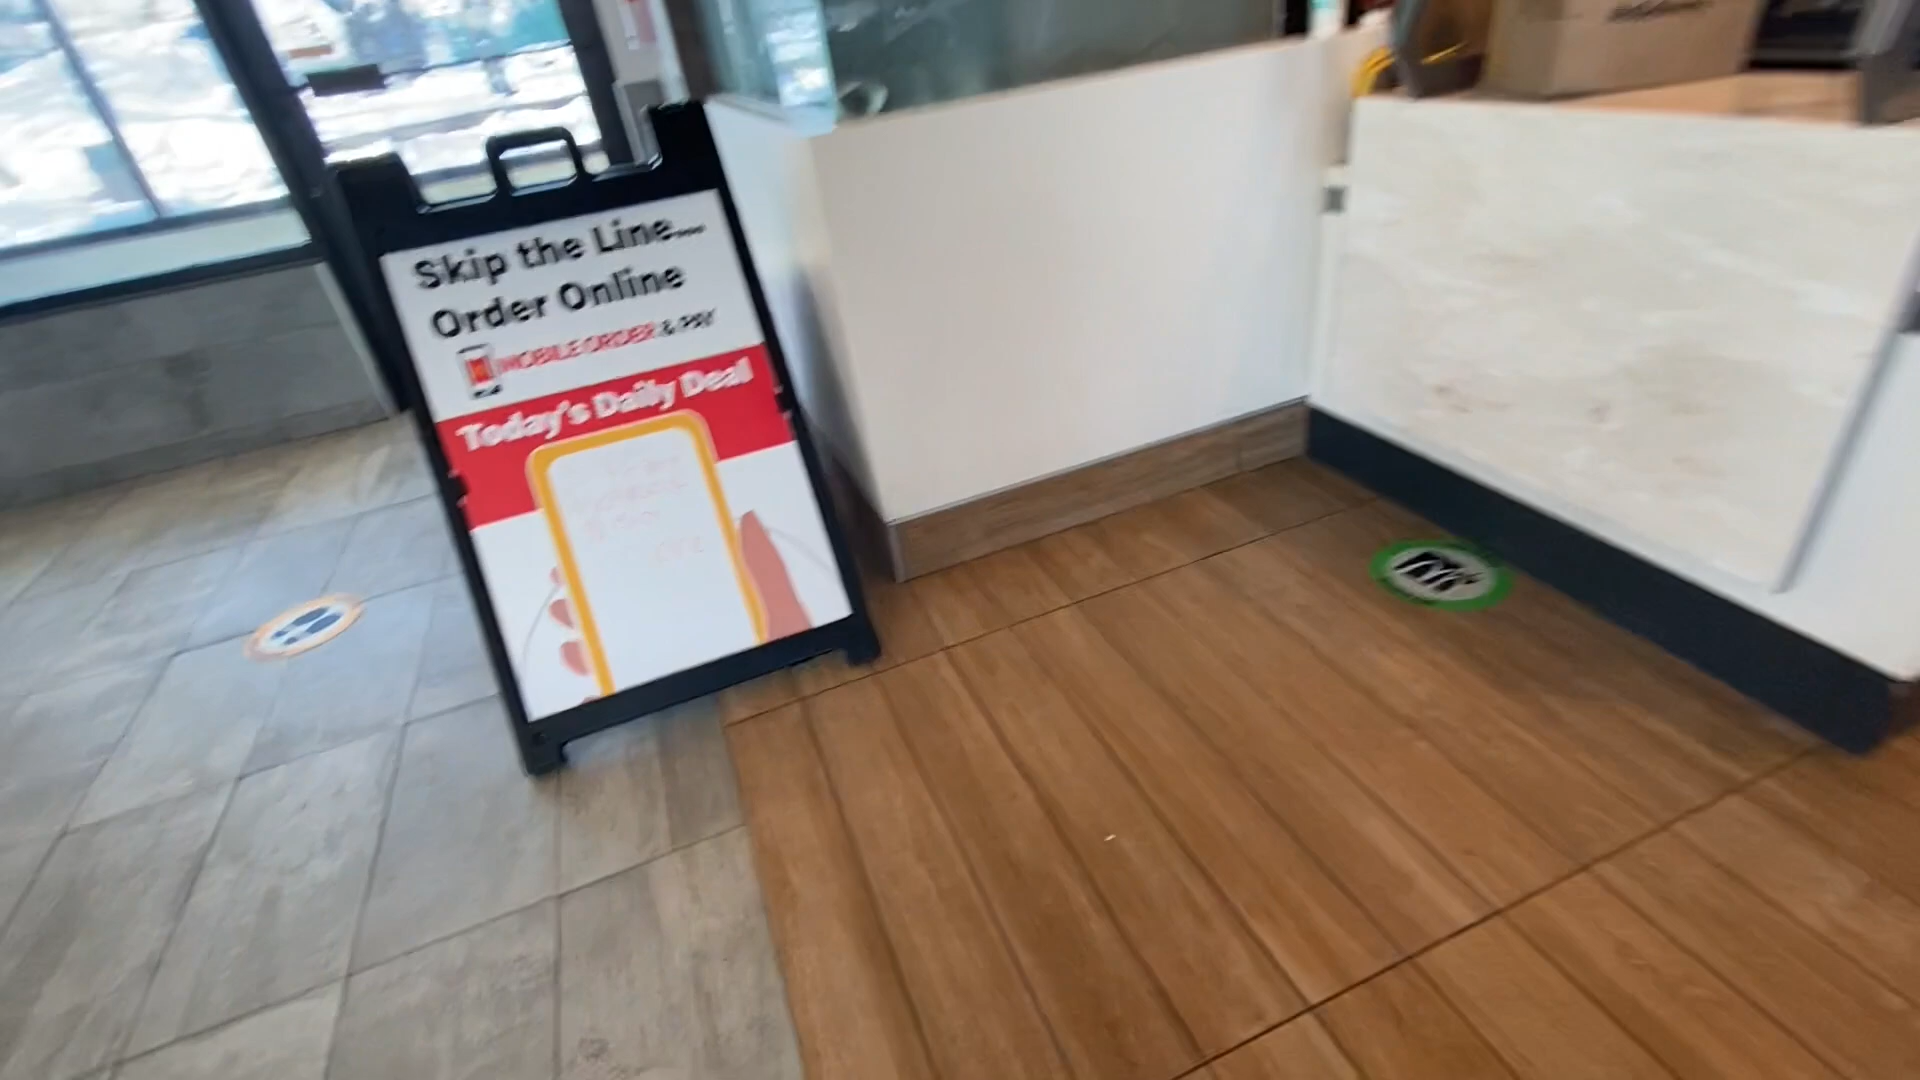 Skip the Line...
Order Online
MOBILE ORDER & PAY
Today's Daily Deal